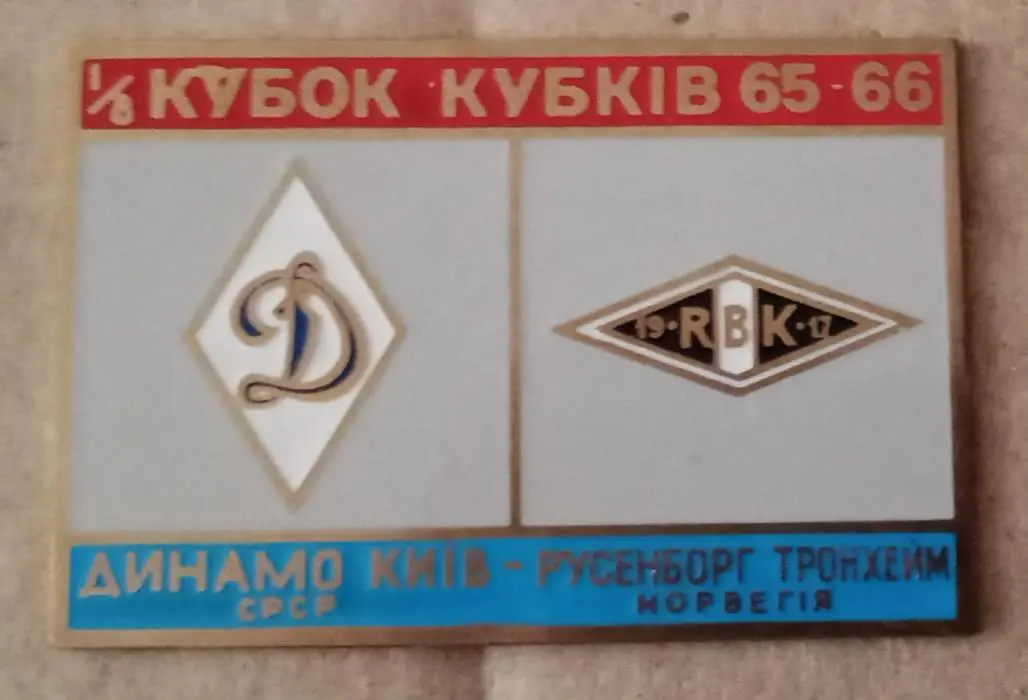 1/8 КУБОК КУБКІВ 65-66
Д
19·RBK·17
ДИНАМО КИЇВ - РУСЕНБОРГ ТРОНХЕЙМ
СРСР НОРВЕГІЯ